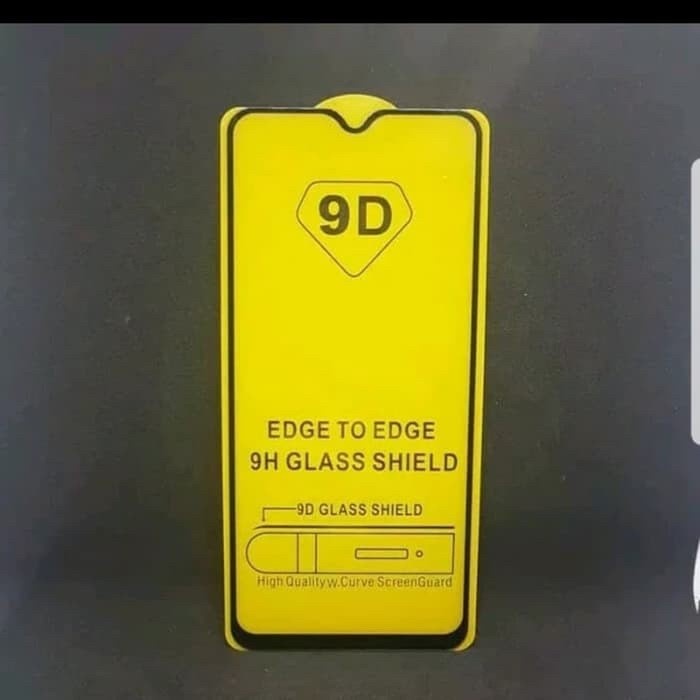 9D
EDGE TO EDGE
9H GLASS SHIELD
9D GLASS SHIELD
High Quality w.Curve ScreenGuard